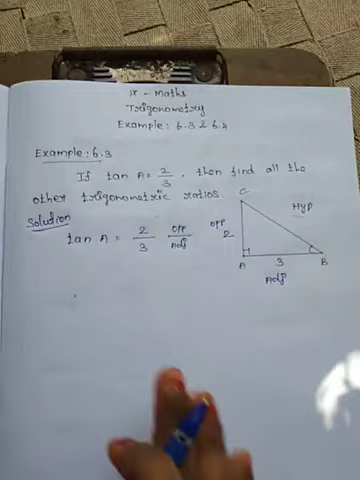 IX - Maths
Trigonometry
Example: 6.3 & 6.4
Example: 6.3
If tan A = 2/3, then find all the
other trigonometric ratios.
Solution
tan A = 2/3 opp/Adj
C
HYP
opp
2
A 3 B
Adj